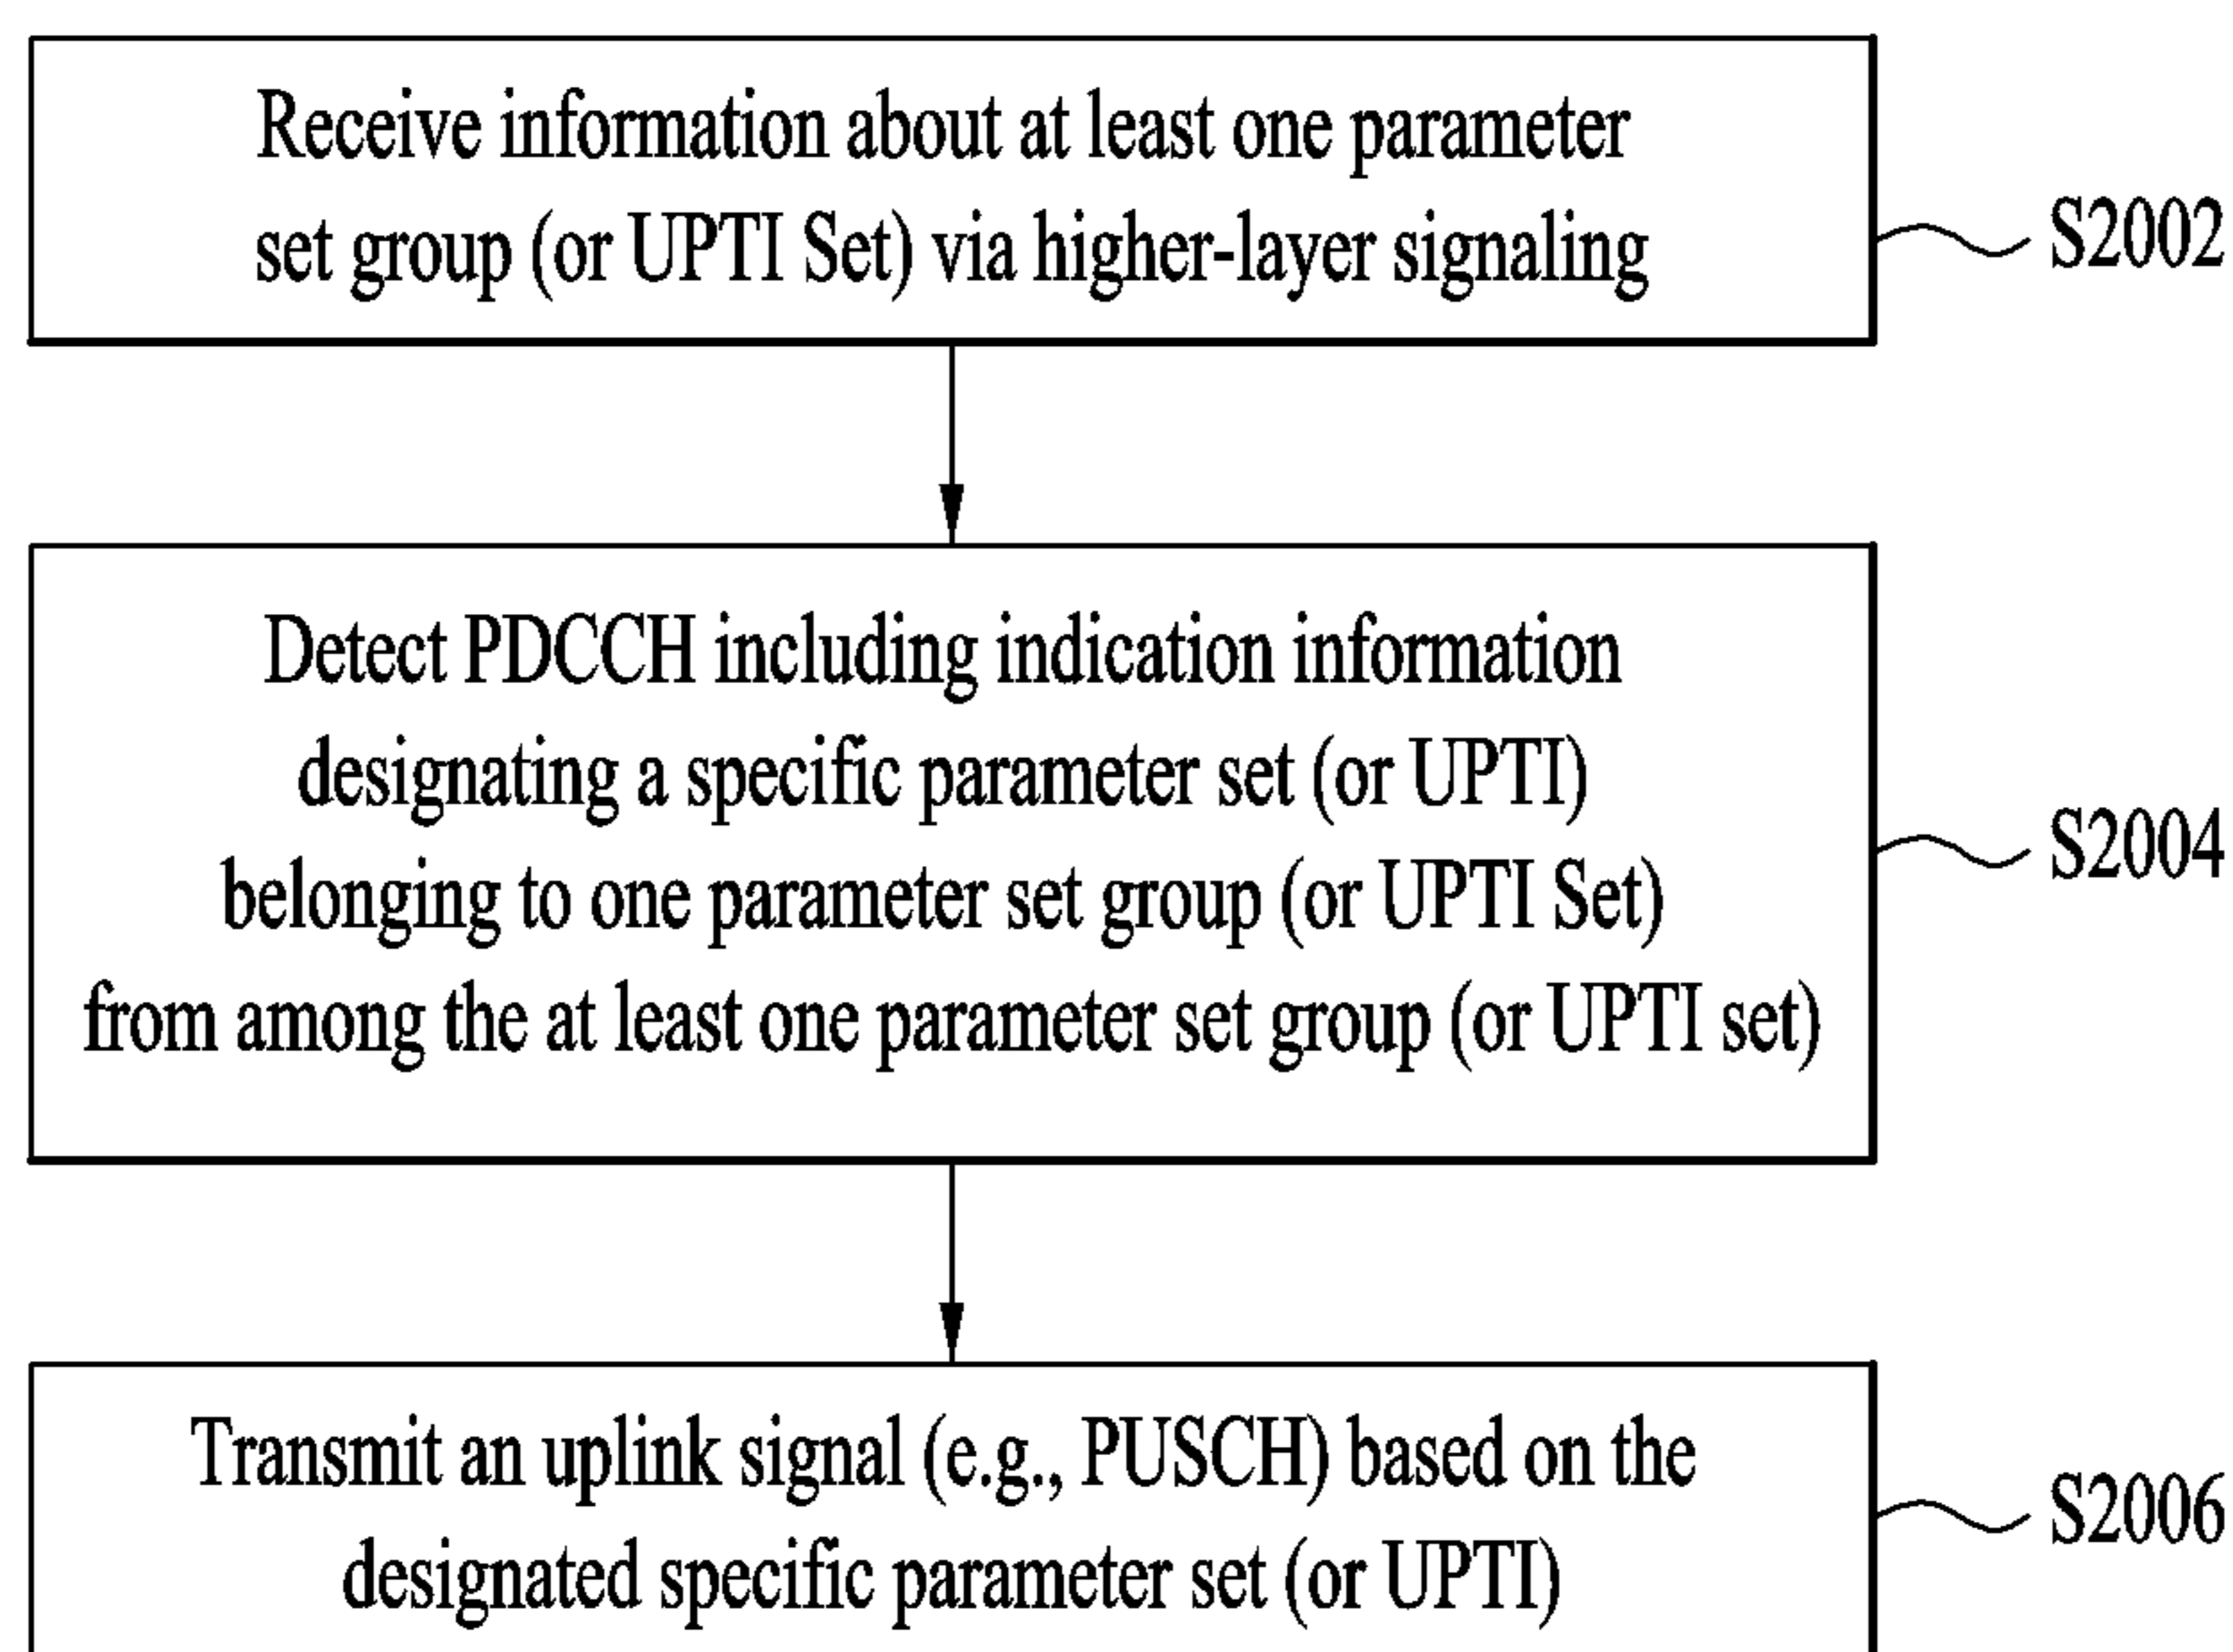 Receive information about at least one parameter
set group (or UPTI Set) via higher-layer signaling
S2002
Detect PDCCH including indication information
designating a specific parameter set (or UPTI)
belonging to one parameter set group (or UPTI Set)
from among the at least one parameter set group (or UPTI set)
S2004
Transmit an uplink signal (e.g., PUSCH) based on the
designated specific parameter set (or UPTI)
S2006